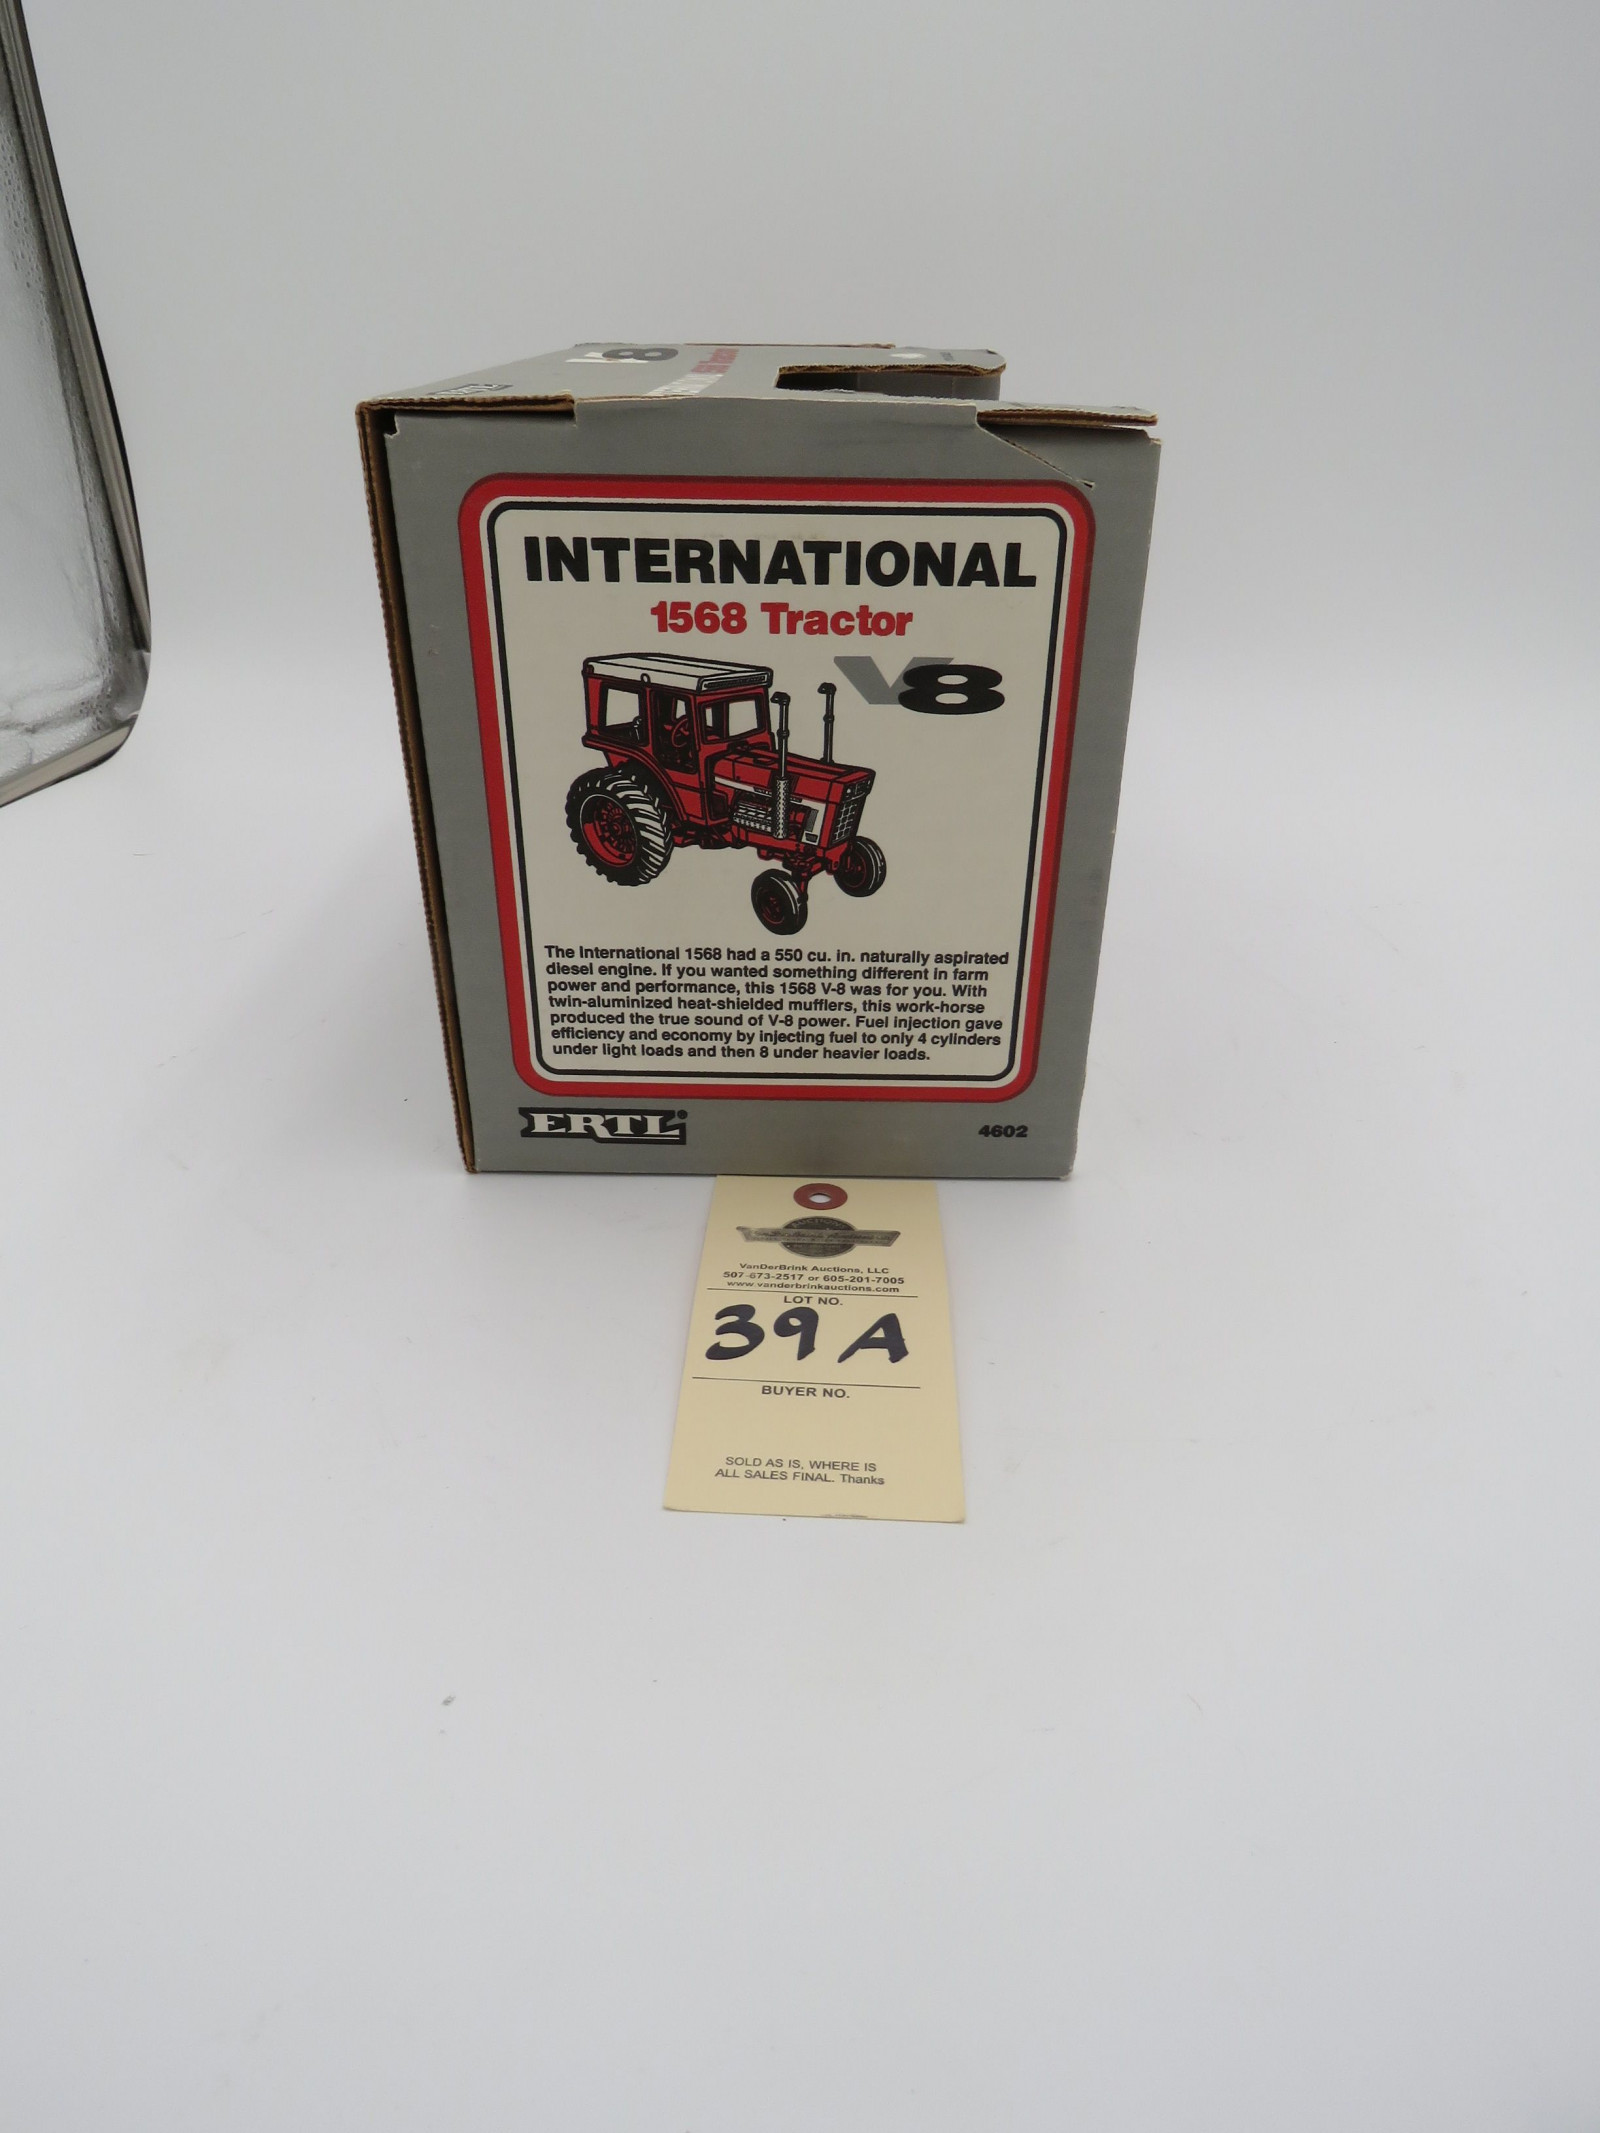 V8
1568 Tractor
INTERNATIONAL
1568 Tractor
V8
The International 1568 had a 550 cu. in. naturally aspirated
diesel engine. If you wanted something different in farm
power and performance, this 1568 V-8 was for you. With
twin-aluminized heat-shielded mufflers, this work-horse
produced the true sound of V-8 power. Fuel injection gave
efficiency and economy by injecting fuel to only 4 cylinders
under light loads and then 8 under heavier loads.
ERTL®
4602
VanDerBrink Auctions, LLC
507-673-2517 or 605-201-7005
www.vanderbrinkauctions.com
LOT NO.
39A
BUYER NO.
SOLD AS IS, WHERE IS
ALL SALES FINAL. Thanks